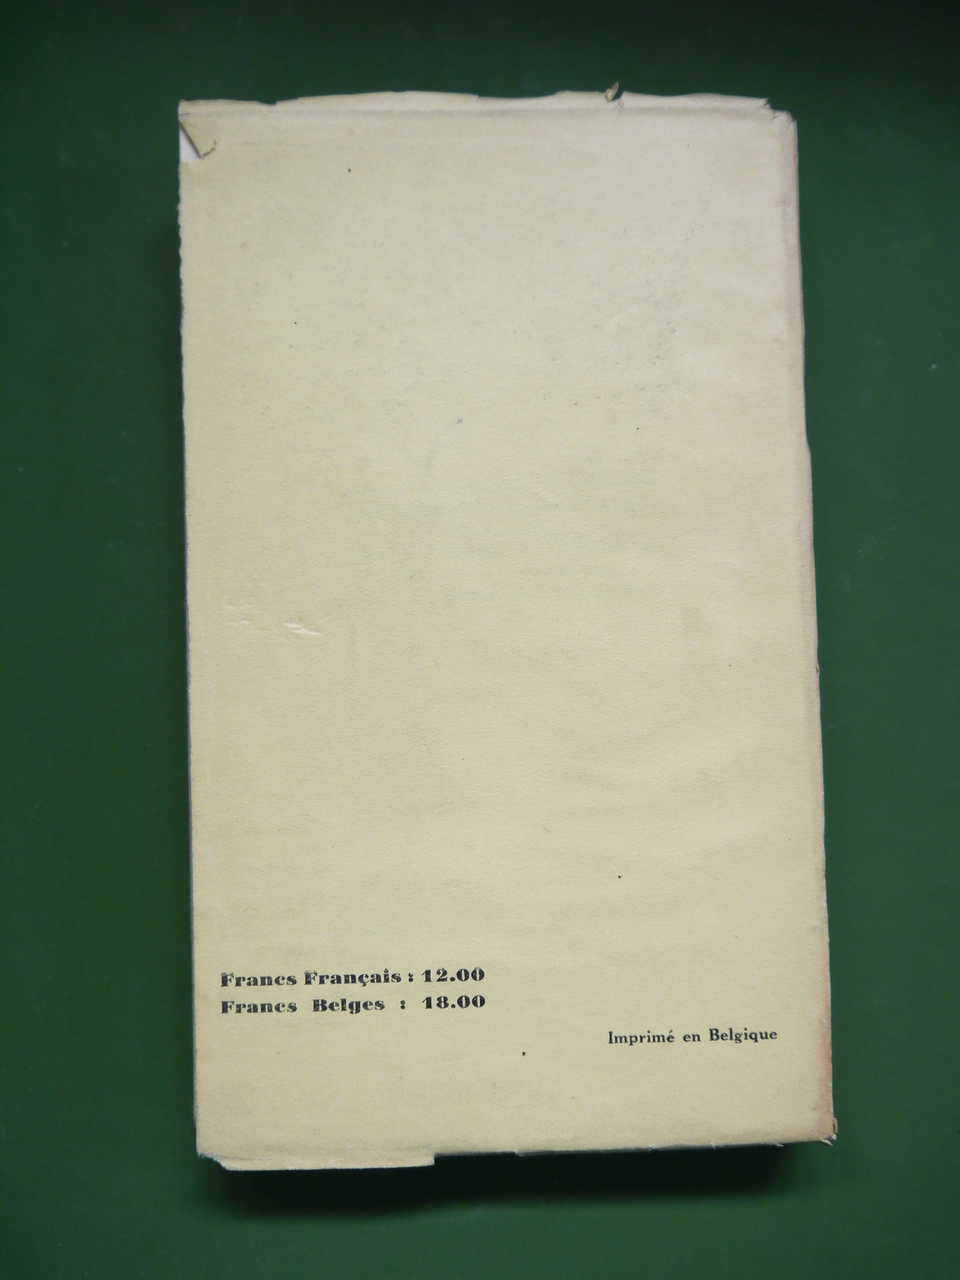 Francs Français : 12.00
Francs Belges : 18.00
Imprimé en Belgique